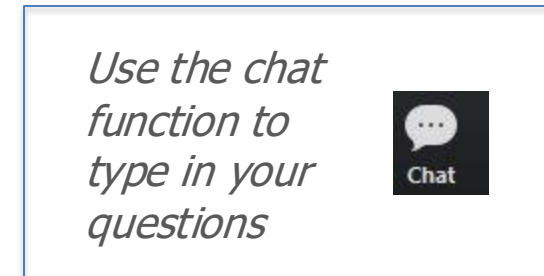 Use the chat
function to
type in your
questions
Chat